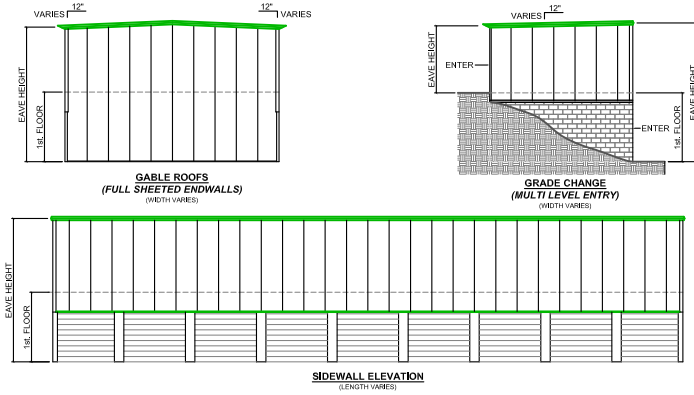 VARIES
12"
12"
VARIES
EAVE HEIGHT
1st. FLOOR
GABLE ROOFS
(FULL SHEETED ENDWALLS)
(WIDTH VARIES)
VARIES
12"
EAVE HEIGHT
ENTER
ENTER
1st. FLOOR
EAVE HEIGHT
GRADE CHANGE
(MULTI LEVEL ENTRY)
(WIDTH VARIES)
EAVE HEIGHT
1st. FLOOR
SIDEWALL ELEVATION
(LENGTH VARIES)